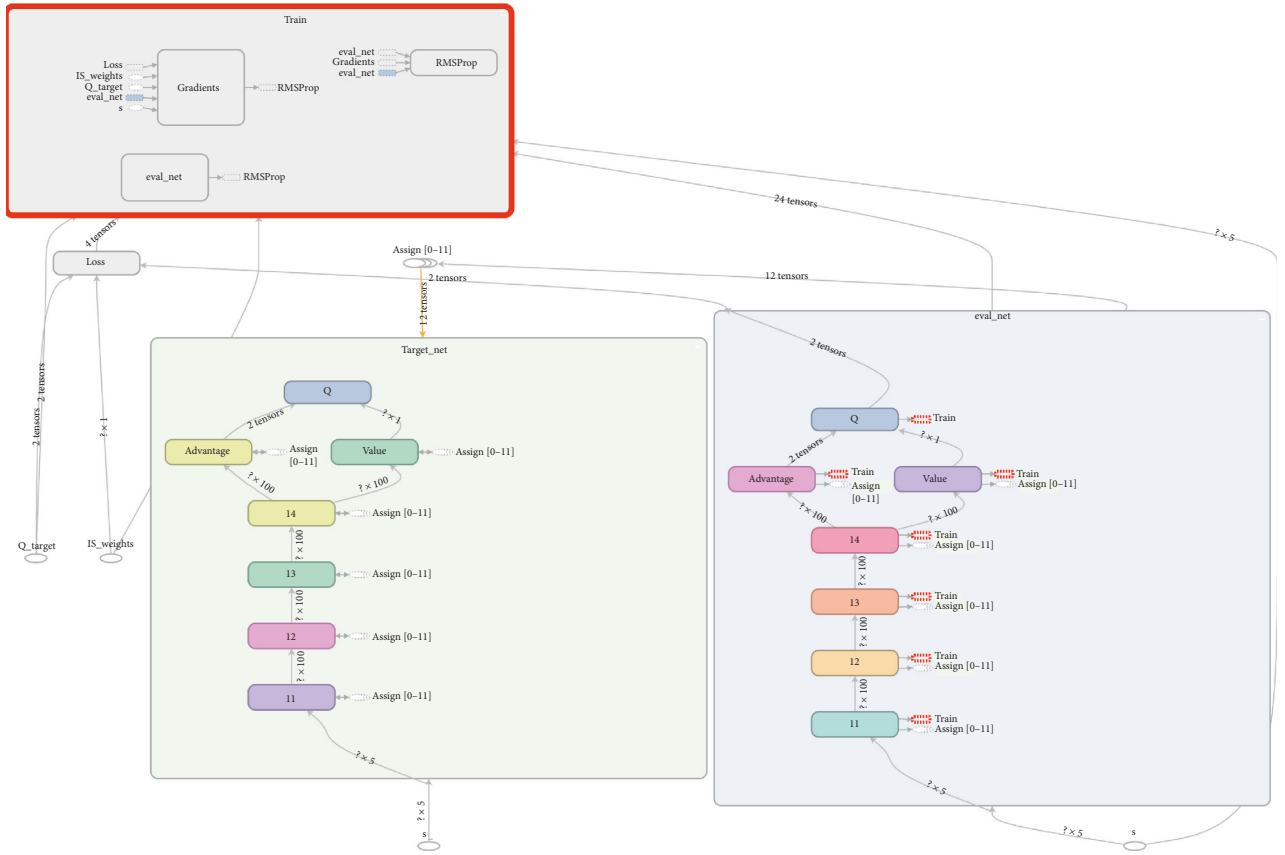 Train
Loss
IS_weights
Q_target
eval_net
s
Gradients
RMSProp
eval_net
Gradients
eval_net
RMSProp
eval_net
RMSProp
4 tensors
Loss
24 tensors
? × 5
Assign [0–11]
2 tensors
12 tensors
12 tensors
2 tensors
2 tensors
? × 1
Q_target
IS_weights
Target_net
Q
2 tensors
? × 1
Advantage
Assign
[0–11]
Value
Assign [0–11]
? × 100
? × 100
14
Assign [0–11]
? × 100
13
Assign [0–11]
? × 100
12
Assign [0–11]
? × 100
11
Assign [0–11]
? × 5
? × 5
s
eval_net
2 tensors
Q
Train
2 tensors
? × 1
Advantage
Train
Assign
[0–11]
Value
Train
Assign [0–11]
? × 100
? × 100
14
Train
Assign [0–11]
? × 100
13
Train
Assign [0–11]
? × 100
12
Train
Assign [0–11]
? × 100
11
Train
Assign [0–11]
? × 5
? × 5
s